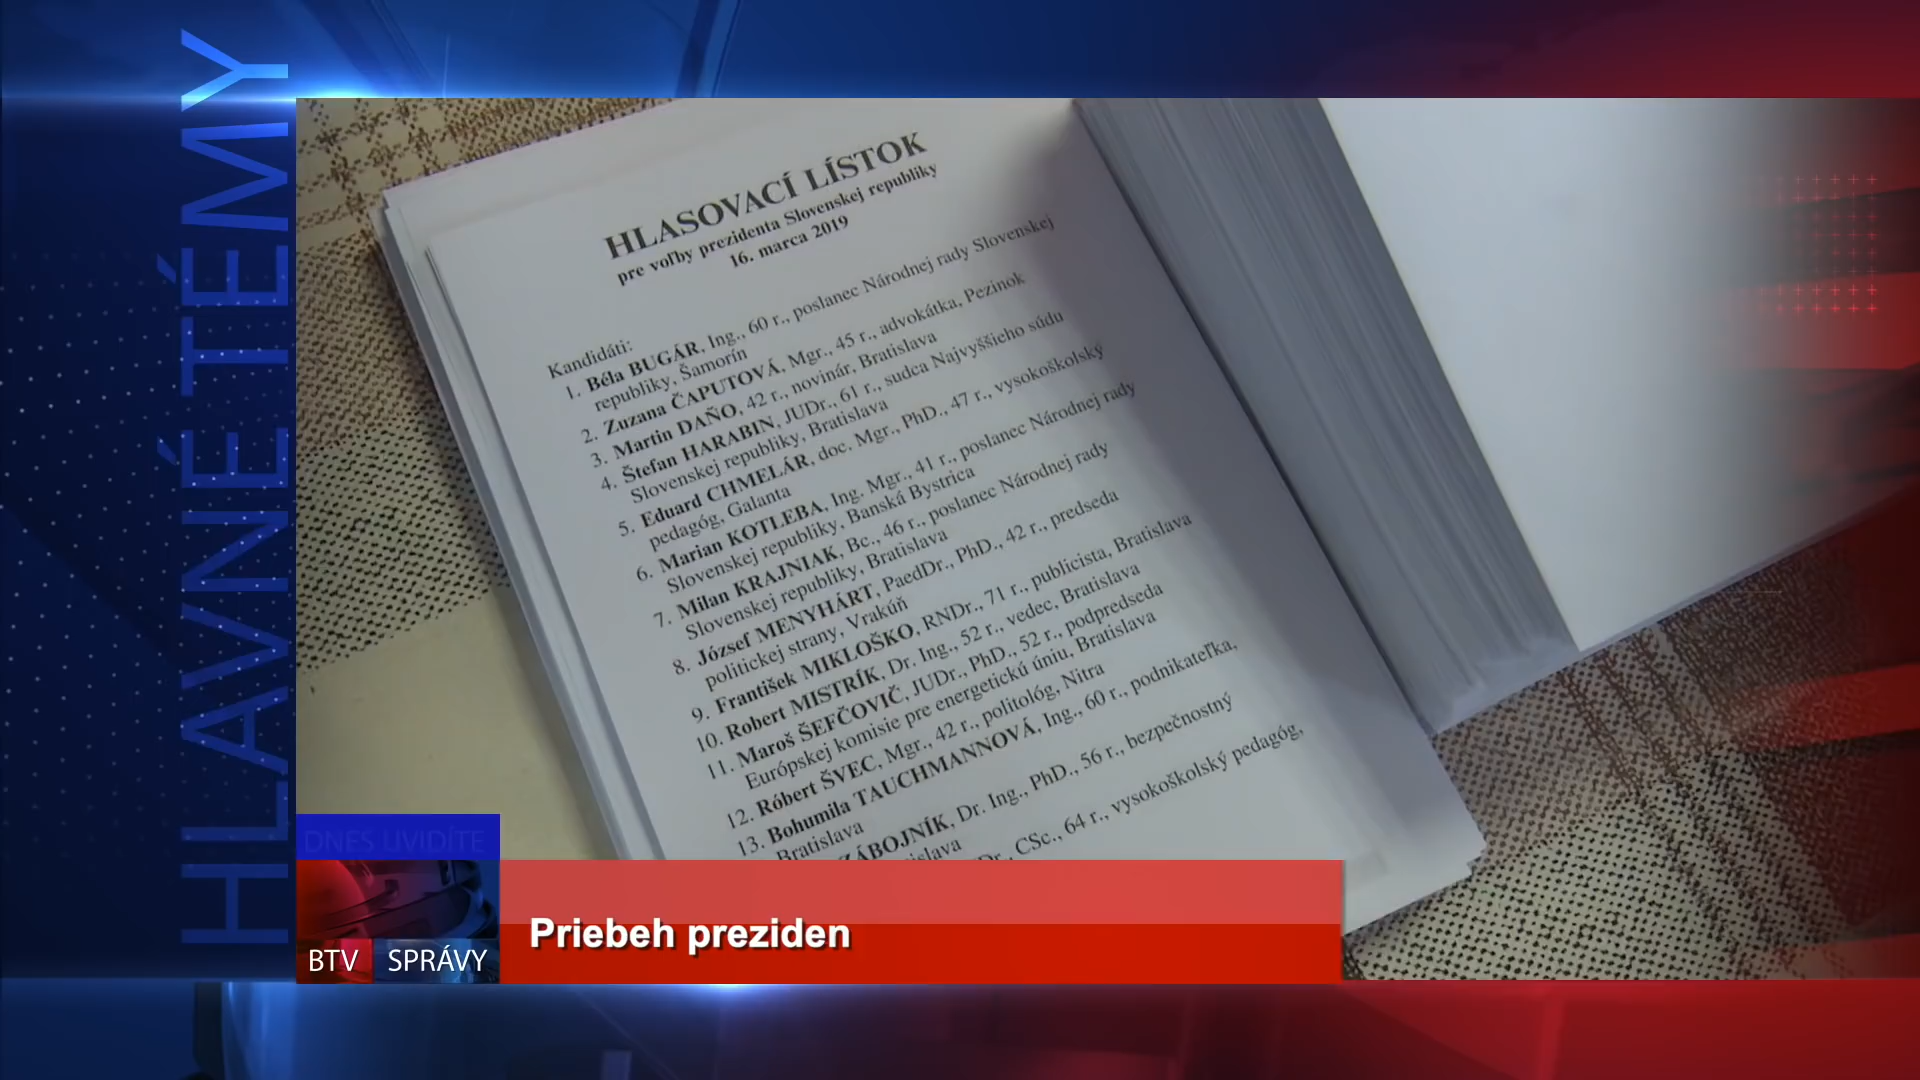 HLAVNÉ TÉMY
HLASOVACÍ LÍSTOK
pre voľby prezidenta Slovenskej republiky
16. marca 2019
Kandidáti:
1. Béla BUGÁR, Ing., 60 r., poslanec Národnej rady Slovenskej
republiky, Šamorín
2. Zuzana ČAPUTOVÁ, Mgr., 45 r., advokátka, Pezinok
3. Martin DAŇO, 42 r., novinár, Bratislava
4. Štefan HARABIN, JUDr., 61 r., sudca Najvyššieho súdu
Slovenskej republiky, Bratislava
5. Eduard CHMELÁR, doc. Mgr., PhD., 47 r., vysokoškolský
pedagóg, Galanta
6. Marian KOTLEBA, Ing. Mgr., 41 r., poslanec Národnej rady
Slovenskej republiky, Banská Bystrica
7. Milan KRAJNIAK, Bc., 46 r., poslanec Národnej rady
Slovenskej republiky, Bratislava
8. József MENYHÁRT, PaedDr., PhD., 42 r., predseda
politickej strany, Vrakúň
9. František MIKLOŠKO, RNDr., 71 r., publicista, Bratislava
10. Robert MISTRÍK, Dr. Ing., 52 r., vedec, Bratislava
11. Maroš ŠEFČOVIČ, JUDr., PhD., 52 r., podpredseda
Európskej komisie pre energetickú úniu, Bratislava
12. Róbert ŠVEC, Mgr., 42 r., politológ, Nitra
13. Bohumila TAUCHMANNOVÁ, Ing., 60 r., podnikateľka,
Bratislava
ZÁBOJNÍK, Dr. Ing., PhD., 56 r., bezpečnostný
CSc., 64 r., vysokoškolský pedagóg,
DNES UVIDÍTE
BTV SPRÁVY
Priebeh preziden